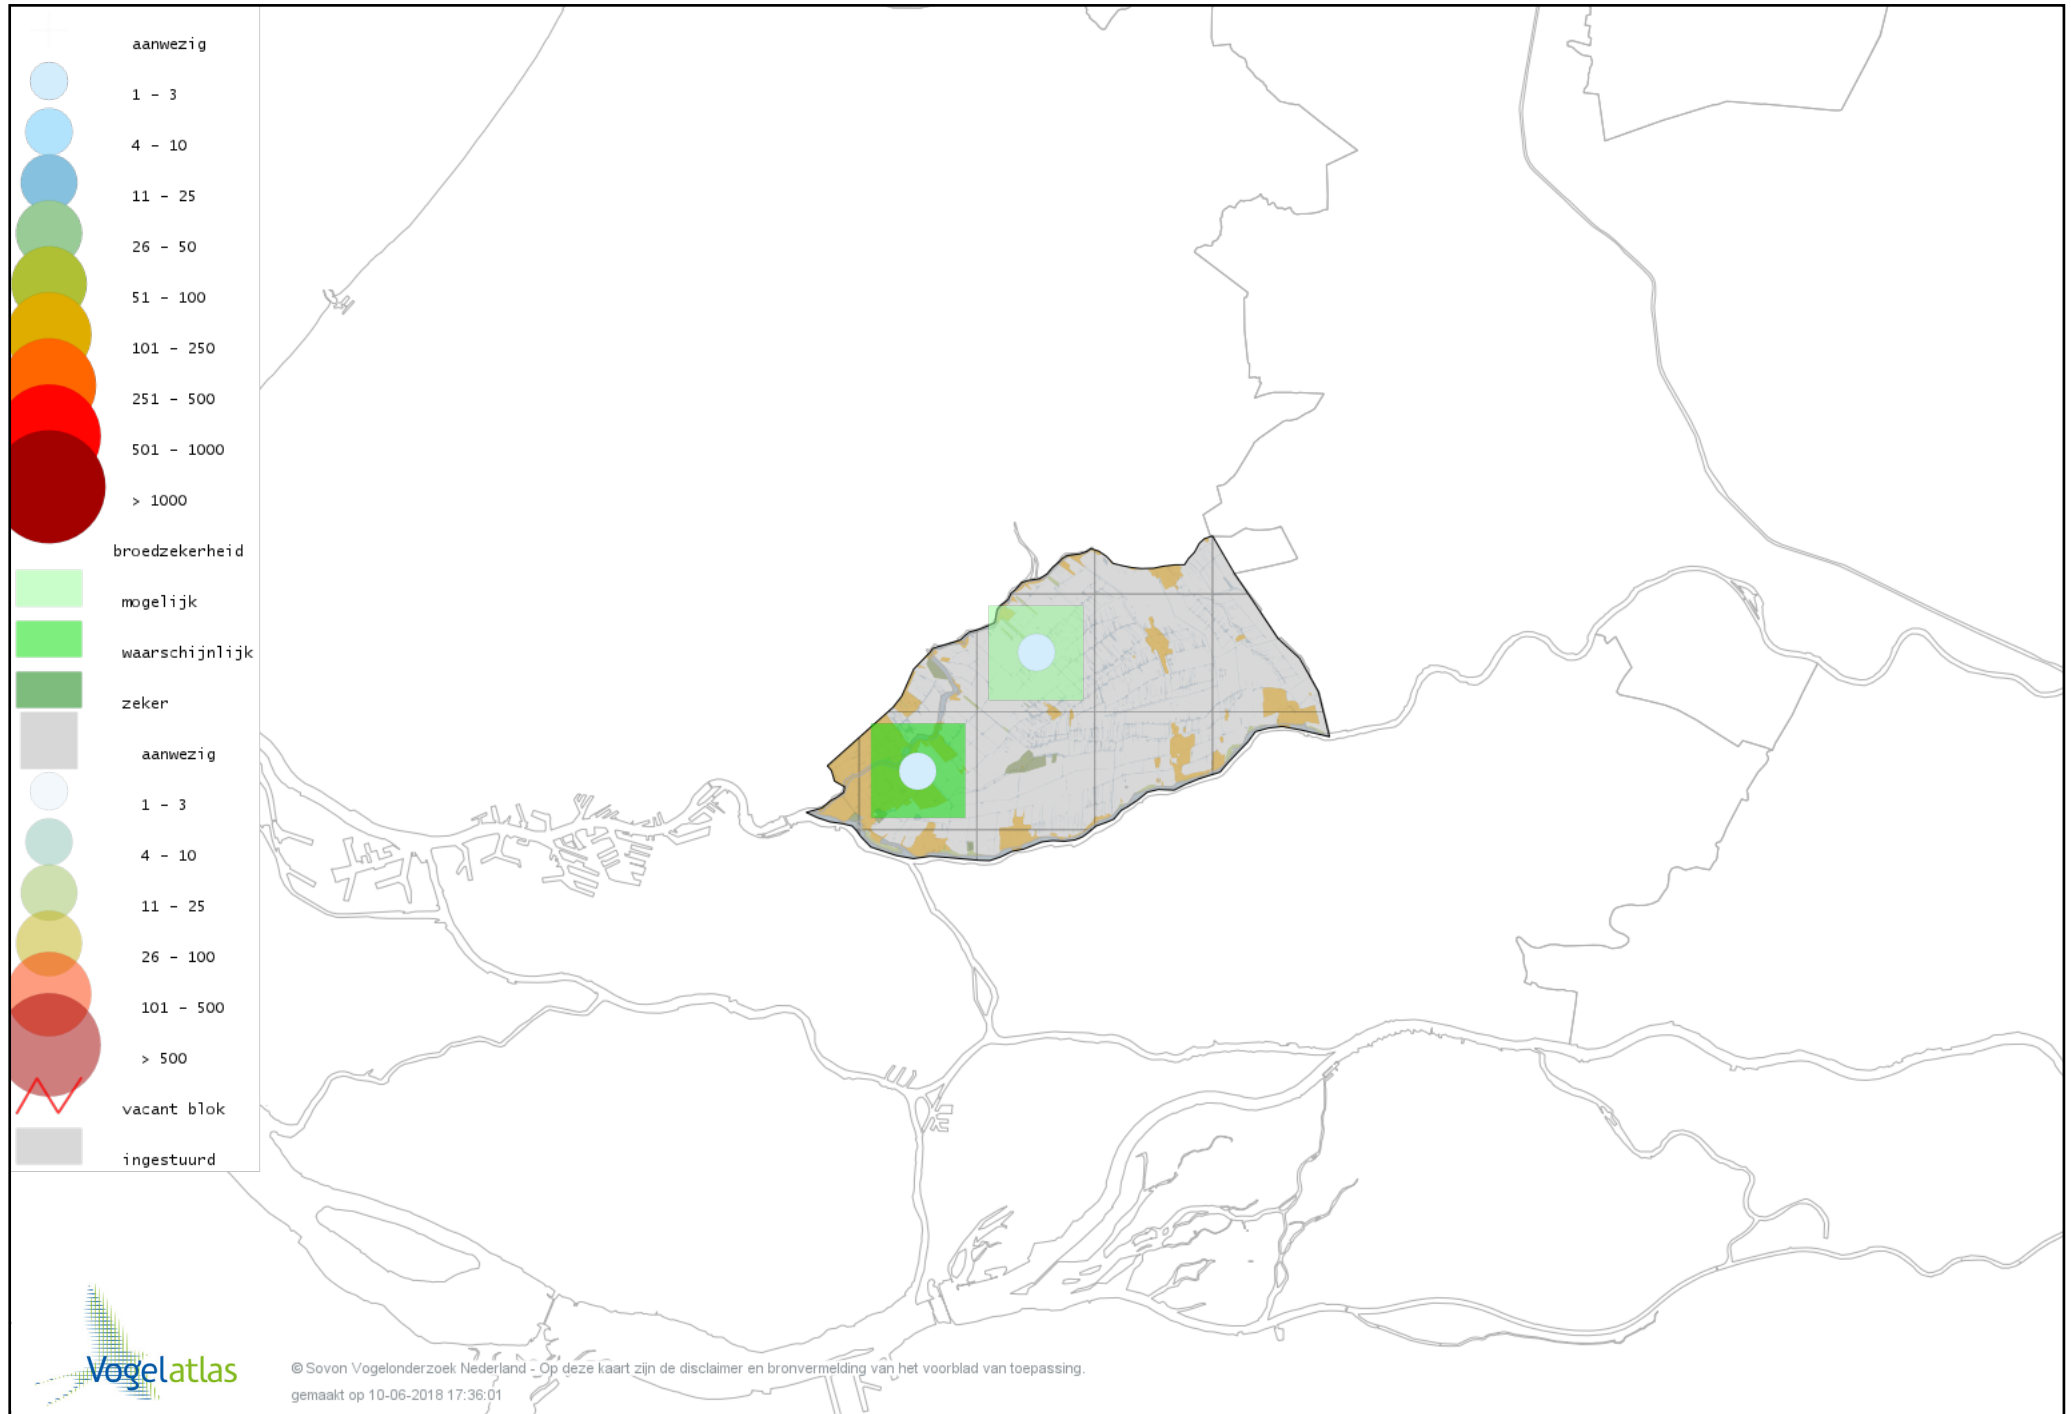 aanwezig
1 - 3
4 - 10
11 - 25
26 - 50
51 - 100
101 - 250
251 - 500
501 - 1000
> 1000
broedzekerheid
mogelijk
waarschijnlijk
zeker
aanwezig
1 - 3
4 - 10
11 - 25
26 - 100
101 - 500
> 500
vacant blok
ingestuurd
Vogelatlas
© Sovon Vogelonderzoek Nederland - Op deze kaart zijn de disclaimer en bronvermelding van het voorblad van toepassing.
gemaakt op 10-06-2018 17:36:01